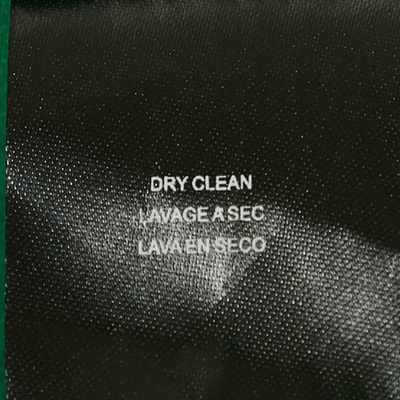 DRY CLEAN
LAVAGE A SEC
LAVA EN SECO